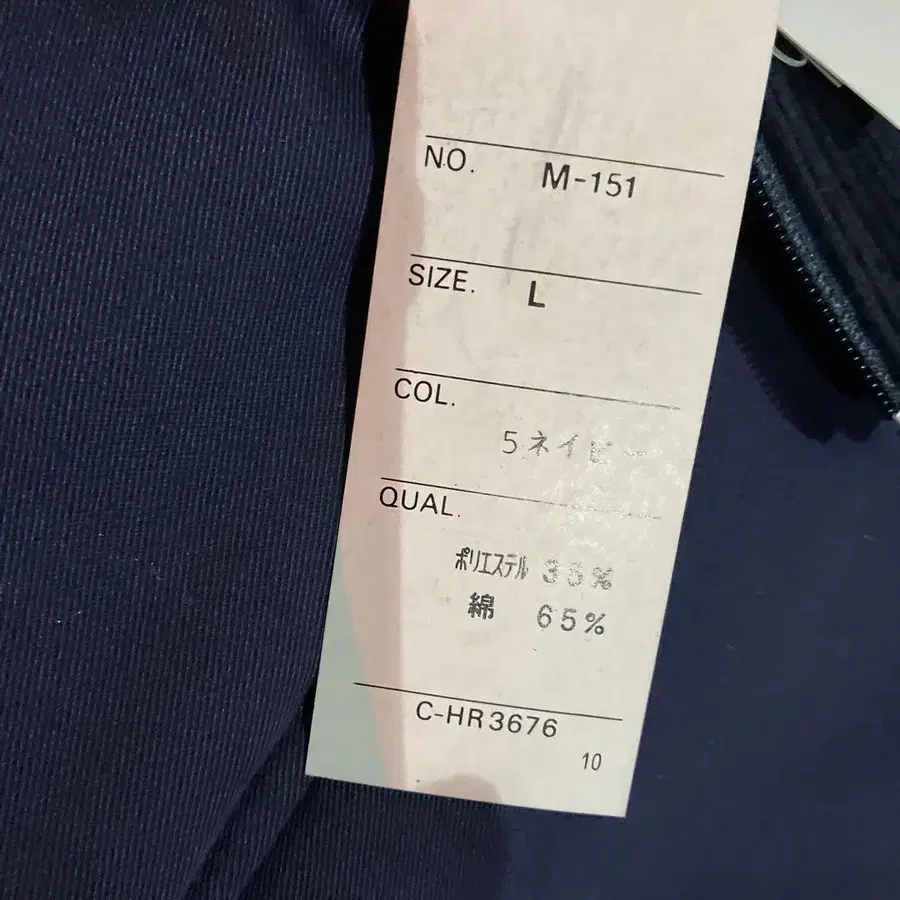 NO. M-151
SIZE. L
COL.
5ネイビー
QUAL.
ポリエステル 35%
綿 65%
C-HR3676
10